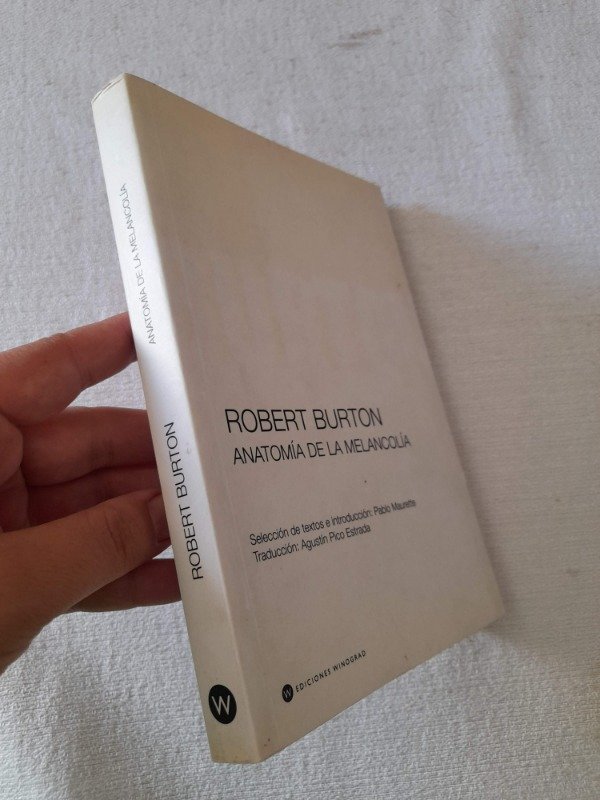 ANATOMÍA DE LA MELANCOLÍA
ROBERT BURTON
W
ROBERT BURTON
ANATOMÍA DE LA MELANCOLÍA
Selección de textos e introducción: Pablo Maurette
Traducción: Agustín Pico Estrada
W EDICIONES WINOGRAD